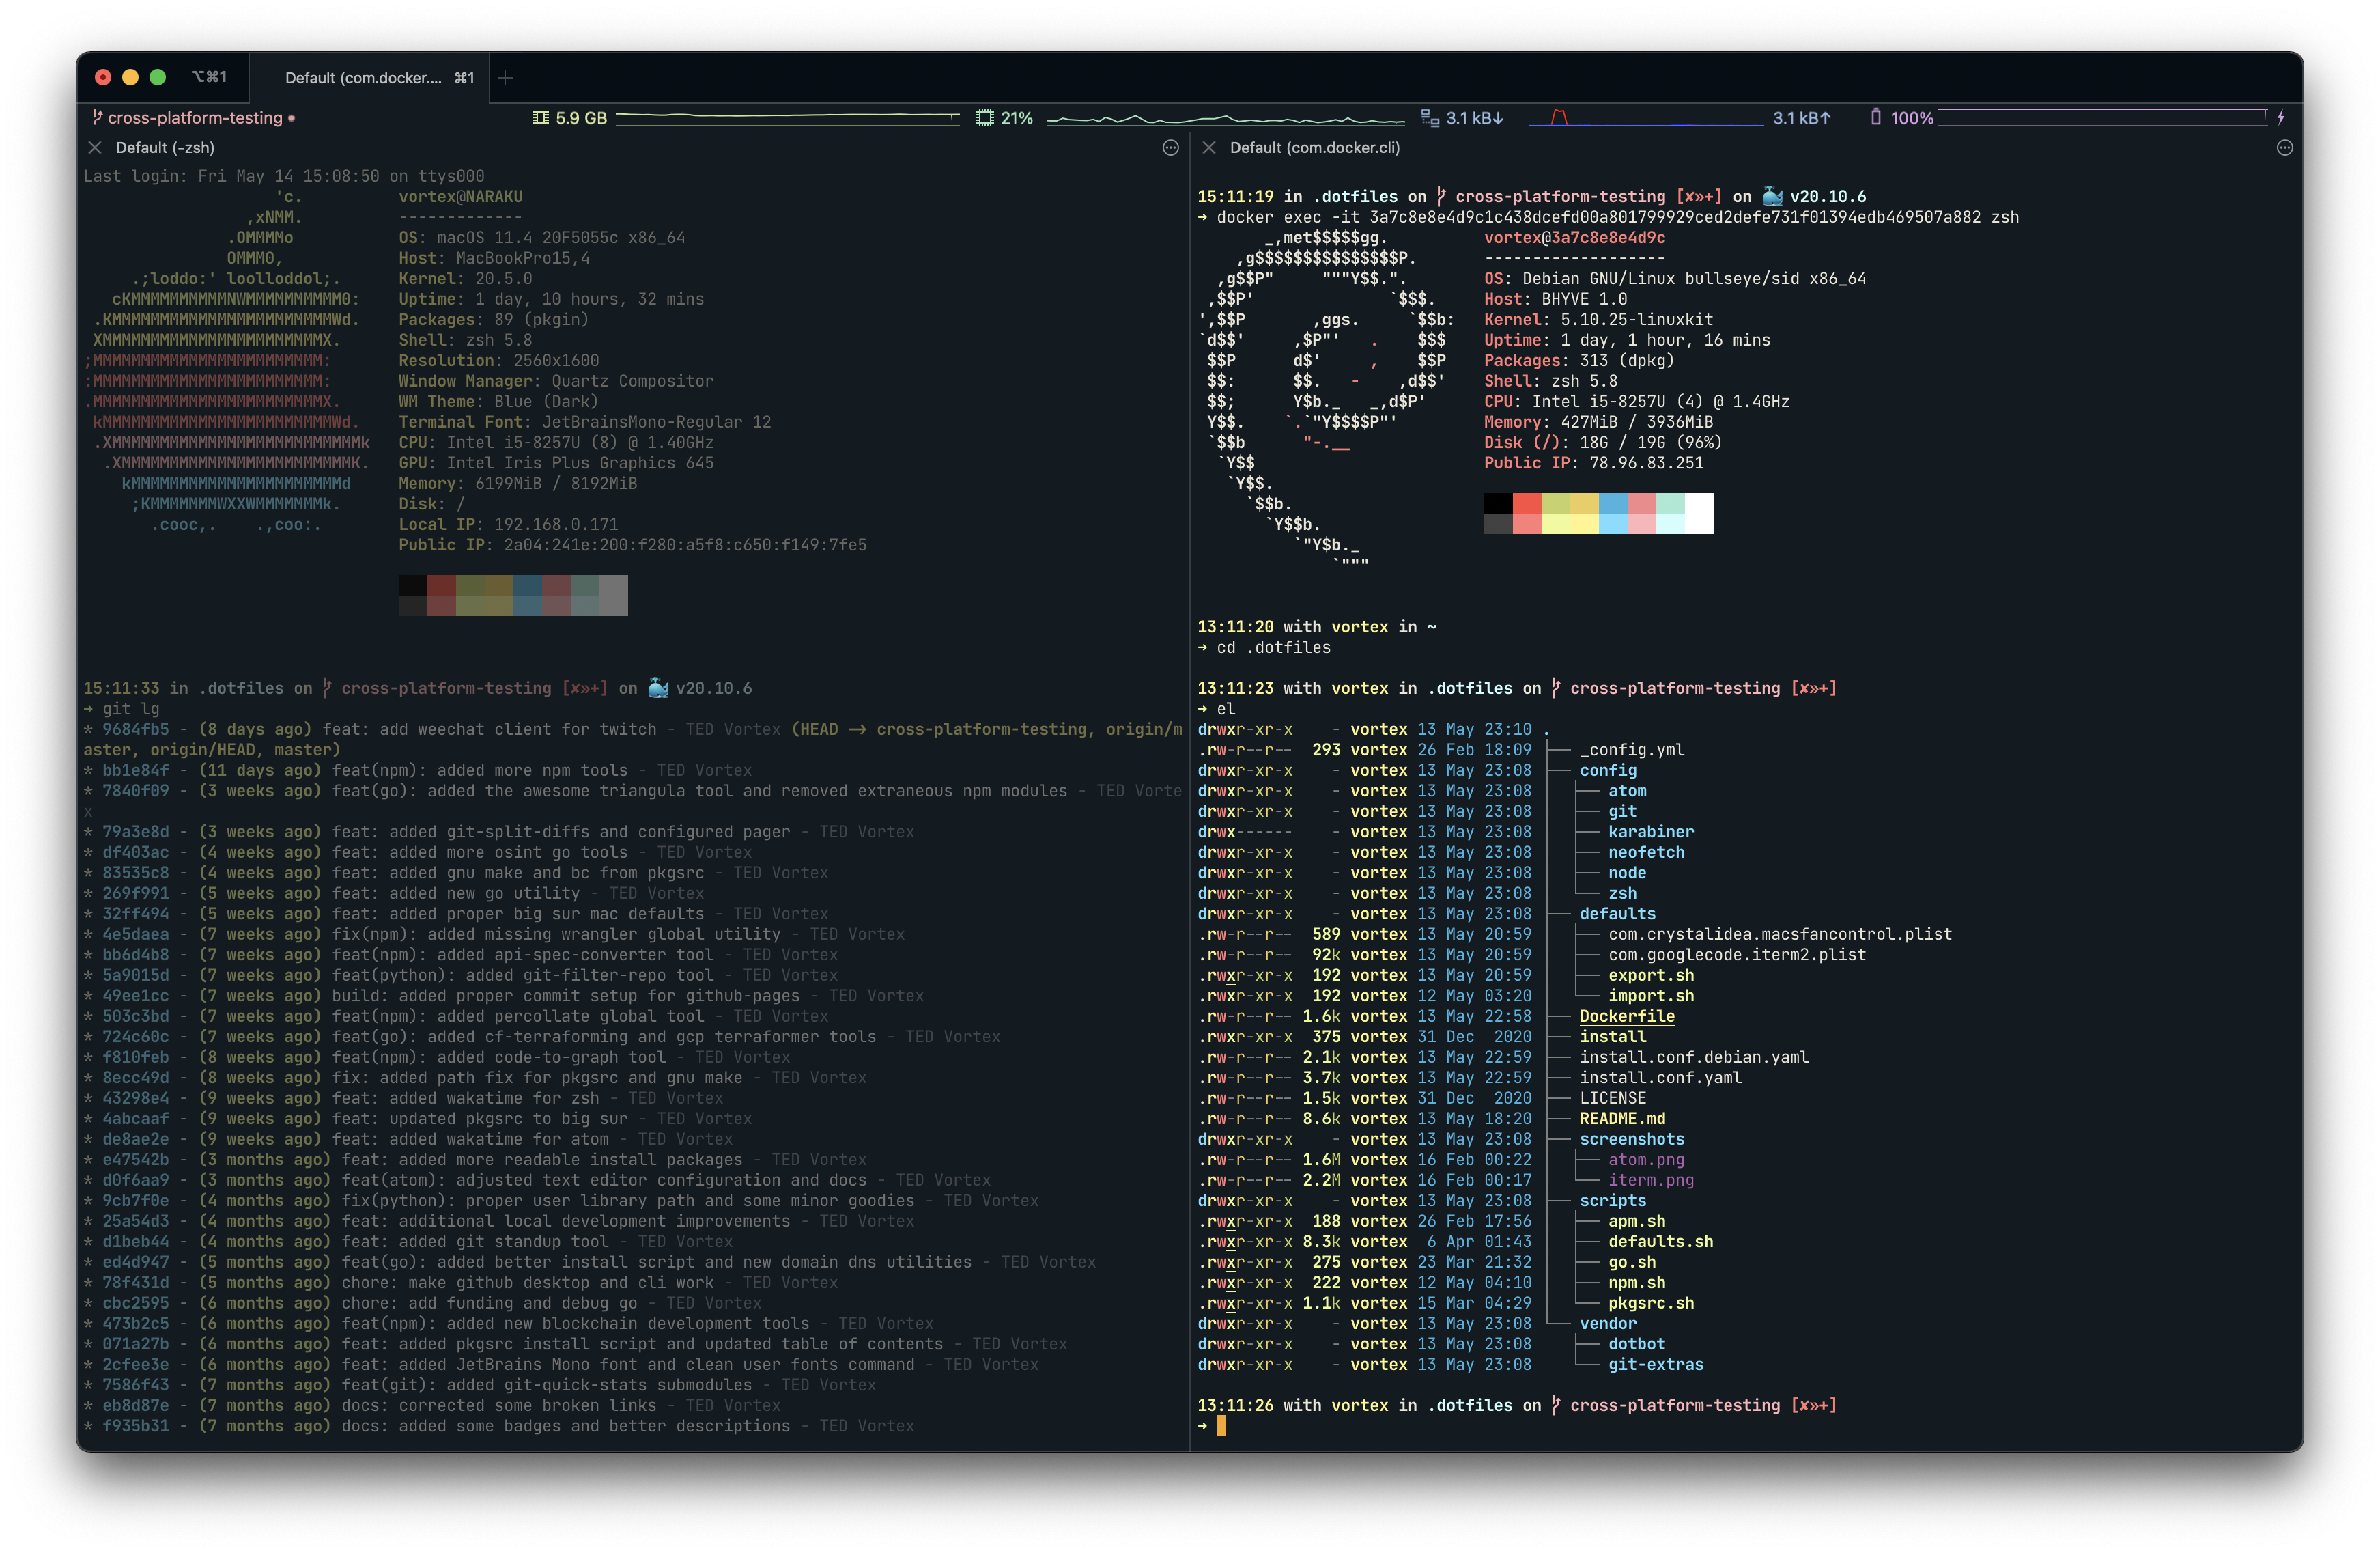 ⌥⌘1 Default (com.docker.... ⌘1
cross-platform-testing • 5.9 GB 21% 3.1 kB↓ 3.1 kB↑ 100%
Default (-zsh)
Last login: Fri May 14 15:08:50 on ttys000
'c. vortex@NARAKU
,xNMM. -------------
.OMMMMo OS: macOS 11.4 20F5055c x86_64
OMMM0, Host: MacBookPro15,4
.;loddo:' loolloddol;. Kernel: 20.5.0
cKMMMMMMMMMMNWMMMMMMMMMM0: Uptime: 1 day, 10 hours, 32 mins
.KMMMMMMMMMMMMMMMMMMMMMMMWd. Packages: 89 (pkgin)
XMMMMMMMMMMMMMMMMMMMMMMMX. Shell: zsh 5.8
;MMMMMMMMMMMMMMMMMMMMMMMM: Resolution: 2560x1600
:MMMMMMMMMMMMMMMMMMMMMMMM: Window Manager: Quartz Compositor
.MMMMMMMMMMMMMMMMMMMMMMMMX. WM Theme: Blue (Dark)
kMMMMMMMMMMMMMMMMMMMMMMMMWd. Terminal Font: JetBrainsMono-Regular 12
.XMMMMMMMMMMMMMMMMMMMMMMMMMMk CPU: Intel i5-8257U (8) @ 1.40GHz
.XMMMMMMMMMMMMMMMMMMMMMMMMK. GPU: Intel Iris Plus Graphics 645
kMMMMMMMMMMMMMMMMMMMMMMd Memory: 6199MiB / 8192MiB
;KMMMMMMMWXXWMMMMMMMk. Disk: /
.cooc,. .,coo:. Local IP: 192.168.0.171
Public IP: 2a04:241e:200:f280:a5f8:c650:f149:7fe5
15:11:33 in .dotfiles on cross-platform-testing [✘»+] on 🐳 v20.10.6
➜ git lg
* 9684fb5 - (8 days ago) feat: add weechat client for twitch - TED Vortex (HEAD -> cross-platform-testing, origin/m
aster, origin/HEAD, master)
* bb1e84f - (11 days ago) feat(npm): added more npm tools - TED Vortex
* 7840f09 - (3 weeks ago) feat(go): added the awesome triangula tool and removed extraneous npm modules - TED Vorte
x
* 79a3e8d - (3 weeks ago) feat: added git-split-diffs and configured pager - TED Vortex
* df403ac - (4 weeks ago) feat: added more osint go tools - TED Vortex
* 83535c8 - (4 weeks ago) feat: added gnu make and bc from pkgsrc - TED Vortex
* 269f991 - (5 weeks ago) feat: added new go utility - TED Vortex
* 32ff494 - (5 weeks ago) feat: added proper big sur mac defaults - TED Vortex
* 4e5daea - (7 weeks ago) fix(npm): added missing wrangler global utility - TED Vortex
* bb6d4b8 - (7 weeks ago) feat(npm): added api-spec-converter tool - TED Vortex
* 5a9015d - (7 weeks ago) feat(python): added git-filter-repo tool - TED Vortex
* 49ee1cc - (7 weeks ago) build: added proper commit setup for github-pages - TED Vortex
* 503c3bd - (7 weeks ago) feat(npm): added percollate global tool - TED Vortex
* 724c60c - (7 weeks ago) feat(go): added cf-terraforming and gcp terraformer tools - TED Vortex
* f810feb - (8 weeks ago) feat(npm): added code-to-graph tool - TED Vortex
* 8ecc49d - (8 weeks ago) fix: added path fix for pkgsrc and gnu make - TED Vortex
* 43298e4 - (9 weeks ago) feat: added wakatime for zsh - TED Vortex
* 4abcaaf - (9 weeks ago) feat: updated pkgsrc to big sur - TED Vortex
* de8ae2e - (9 weeks ago) feat: added wakatime for atom - TED Vortex
* e47542b - (3 months ago) feat: added more readable install packages - TED Vortex
* d0f6aa9 - (3 months ago) feat(atom): adjusted text editor configuration and docs - TED Vortex
* 9cb7f0e - (4 months ago) fix(python): proper user library path and some minor goodies - TED Vortex
* 25a54d3 - (4 months ago) feat: additional local development improvements - TED Vortex
* d1beb44 - (4 months ago) feat: added git standup tool - TED Vortex
* ed4d947 - (5 months ago) feat(go): added better install script and new domain dns utilities - TED Vortex
* 78f431d - (5 months ago) chore: make github desktop and cli work - TED Vortex
* cbc2595 - (6 months ago) chore: add funding and debug go - TED Vortex
* 473b2c5 - (6 months ago) feat(npm): added new blockchain development tools - TED Vortex
* 071a27b - (6 months ago) feat: added pkgsrc install script and updated table of contents - TED Vortex
* 2cfee3e - (6 months ago) feat: added JetBrains Mono font and clean user fonts command - TED Vortex
* 7586f43 - (7 months ago) feat(git): added git-quick-stats submodules - TED Vortex
* eb8d87e - (7 months ago) docs: corrected some broken links - TED Vortex
* f935b31 - (7 months ago) docs: added some badges and better descriptions - TED Vortex
Default (com.docker.cli)
15:11:19 in .dotfiles on cross-platform-testing [✘»+] on 🐳 v20.10.6
➜ docker exec -it 3a7c8e8e4d9c1c438dcefd00a801799929ced2defe731f01394edb469507a882 zsh
_,met$$$$$gg. vortex@3a7c8e8e4d9c
,g$$$$$$$$$$$$$$$P. -------------------
,g$$P" """Y$$.". OS: Debian GNU/Linux bullseye/sid x86_64
,$$P' `$$$. Host: BHYVE 1.0
',$$P ,ggs. `$$b: Kernel: 5.10.25-linuxkit
`d$$' ,$P"' . $$$ Uptime: 1 day, 1 hour, 16 mins
$$P d$' , $$P Packages: 313 (dpkg)
$$: $$. - ,d$$' Shell: zsh 5.8
$$; Y$b._ _,d$P' CPU: Intel i5-8257U (4) @ 1.4GHz
Y$$. `.`"Y$$$$P"' Memory: 427MiB / 3936MiB
`$$b "-.__ Disk (/): 18G / 19G (96%)
`Y$$ Public IP: 78.96.83.251
`Y$$.
`$$b.
`Y$$b.
`"Y$b._
`"""
13:11:20 with vortex in ~
➜ cd .dotfiles
13:11:23 with vortex in .dotfiles on cross-platform-testing [✘»+]
➜ el
drwxr-xr-x - vortex 13 May 23:10 .
.rw-r--r-- 293 vortex 26 Feb 18:09 ├── _config.yml
drwxr-xr-x - vortex 13 May 23:08 ├── config
drwxr-xr-x - vortex 13 May 23:08 │ ├── atom
drwxr-xr-x - vortex 13 May 23:08 │ ├── git
drwx------ - vortex 13 May 23:08 │ ├── karabiner
drwxr-xr-x - vortex 13 May 23:08 │ ├── neofetch
drwxr-xr-x - vortex 13 May 23:08 │ ├── node
drwxr-xr-x - vortex 13 May 23:08 │ └── zsh
drwxr-xr-x - vortex 13 May 23:08 ├── defaults
.rw-r--r-- 589 vortex 13 May 20:59 │ ├── com.crystalidea.macsfancontrol.plist
.rw-r--r-- 92k vortex 13 May 20:59 │ ├── com.googlecode.iterm2.plist
.rwxr-xr-x 192 vortex 13 May 20:59 │ ├── export.sh
.rwxr-xr-x 192 vortex 12 May 03:20 │ └── import.sh
.rw-r--r-- 1.6k vortex 13 May 22:58 ├── Dockerfile
.rwxr-xr-x 375 vortex 31 Dec 2020 ├── install
.rw-r--r-- 2.1k vortex 13 May 22:59 ├── install.conf.debian.yaml
.rw-r--r-- 3.7k vortex 13 May 22:59 ├── install.conf.yaml
.rw-r--r-- 1.5k vortex 31 Dec 2020 ├── LICENSE
.rw-r--r-- 8.6k vortex 13 May 18:20 ├── README.md
drwxr-xr-x - vortex 13 May 23:08 ├── screenshots
.rw-r--r-- 1.6M vortex 16 Feb 00:22 │ ├── atom.png
.rw-r--r-- 2.2M vortex 16 Feb 00:17 │ └── iterm.png
drwxr-xr-x - vortex 13 May 23:08 ├── scripts
.rwxr-xr-x 188 vortex 26 Feb 17:56 │ ├── apm.sh
.rwxr-xr-x 8.3k vortex 6 Apr 01:43 │ ├── defaults.sh
.rwxr-xr-x 275 vortex 23 Mar 21:32 │ ├── go.sh
.rwxr-xr-x 222 vortex 12 May 04:10 │ ├── npm.sh
.rwxr-xr-x 1.1k vortex 15 Mar 04:29 │ └── pkgsrc.sh
drwxr-xr-x - vortex 13 May 23:08 └── vendor
drwxr-xr-x - vortex 13 May 23:08 ├── dotbot
drwxr-xr-x - vortex 13 May 23:08 └── git-extras
13:11:26 with vortex in .dotfiles on cross-platform-testing [✘»+]
➜